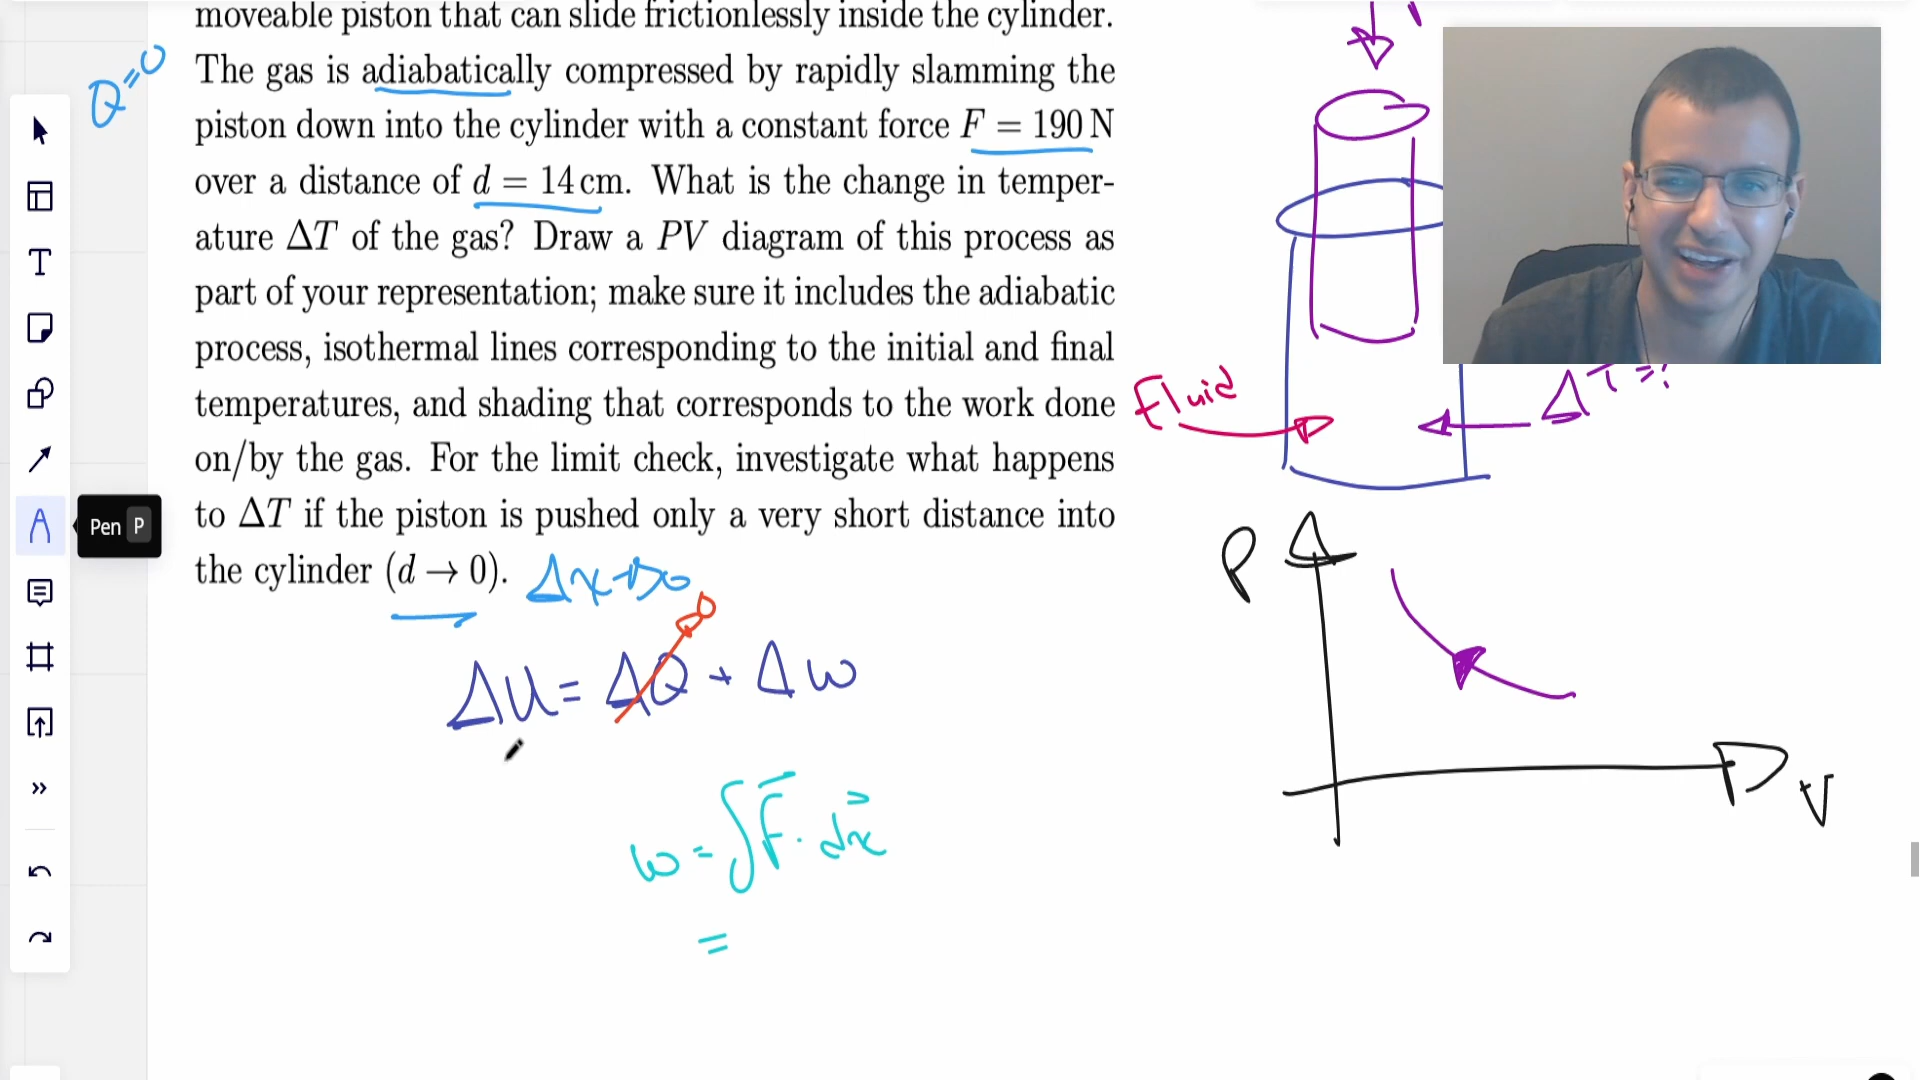 moveable piston that can slide frictionlessly inside the cylinder.
The gas is adiabatically compressed by rapidly slamming the
piston down into the cylinder with a constant force F = 190 N
over a distance of d = 14 cm. What is the change in temper-
ature ΔT of the gas? Draw a PV diagram of this process as
part of your representation; make sure it includes the adiabatic
process, isothermal lines corresponding to the initial and final
temperatures, and shading that corresponds to the work done
on/by the gas. For the limit check, investigate what happens
to ΔT if the piston is pushed only a very short distance into
the cylinder (d → 0).
Q=0
Δx→0
ΔU = ΔQ + ΔW
0
w = ∫F⃗ · dx⃗
=
Fluid
ΔT=?
P
V
T
Pen P